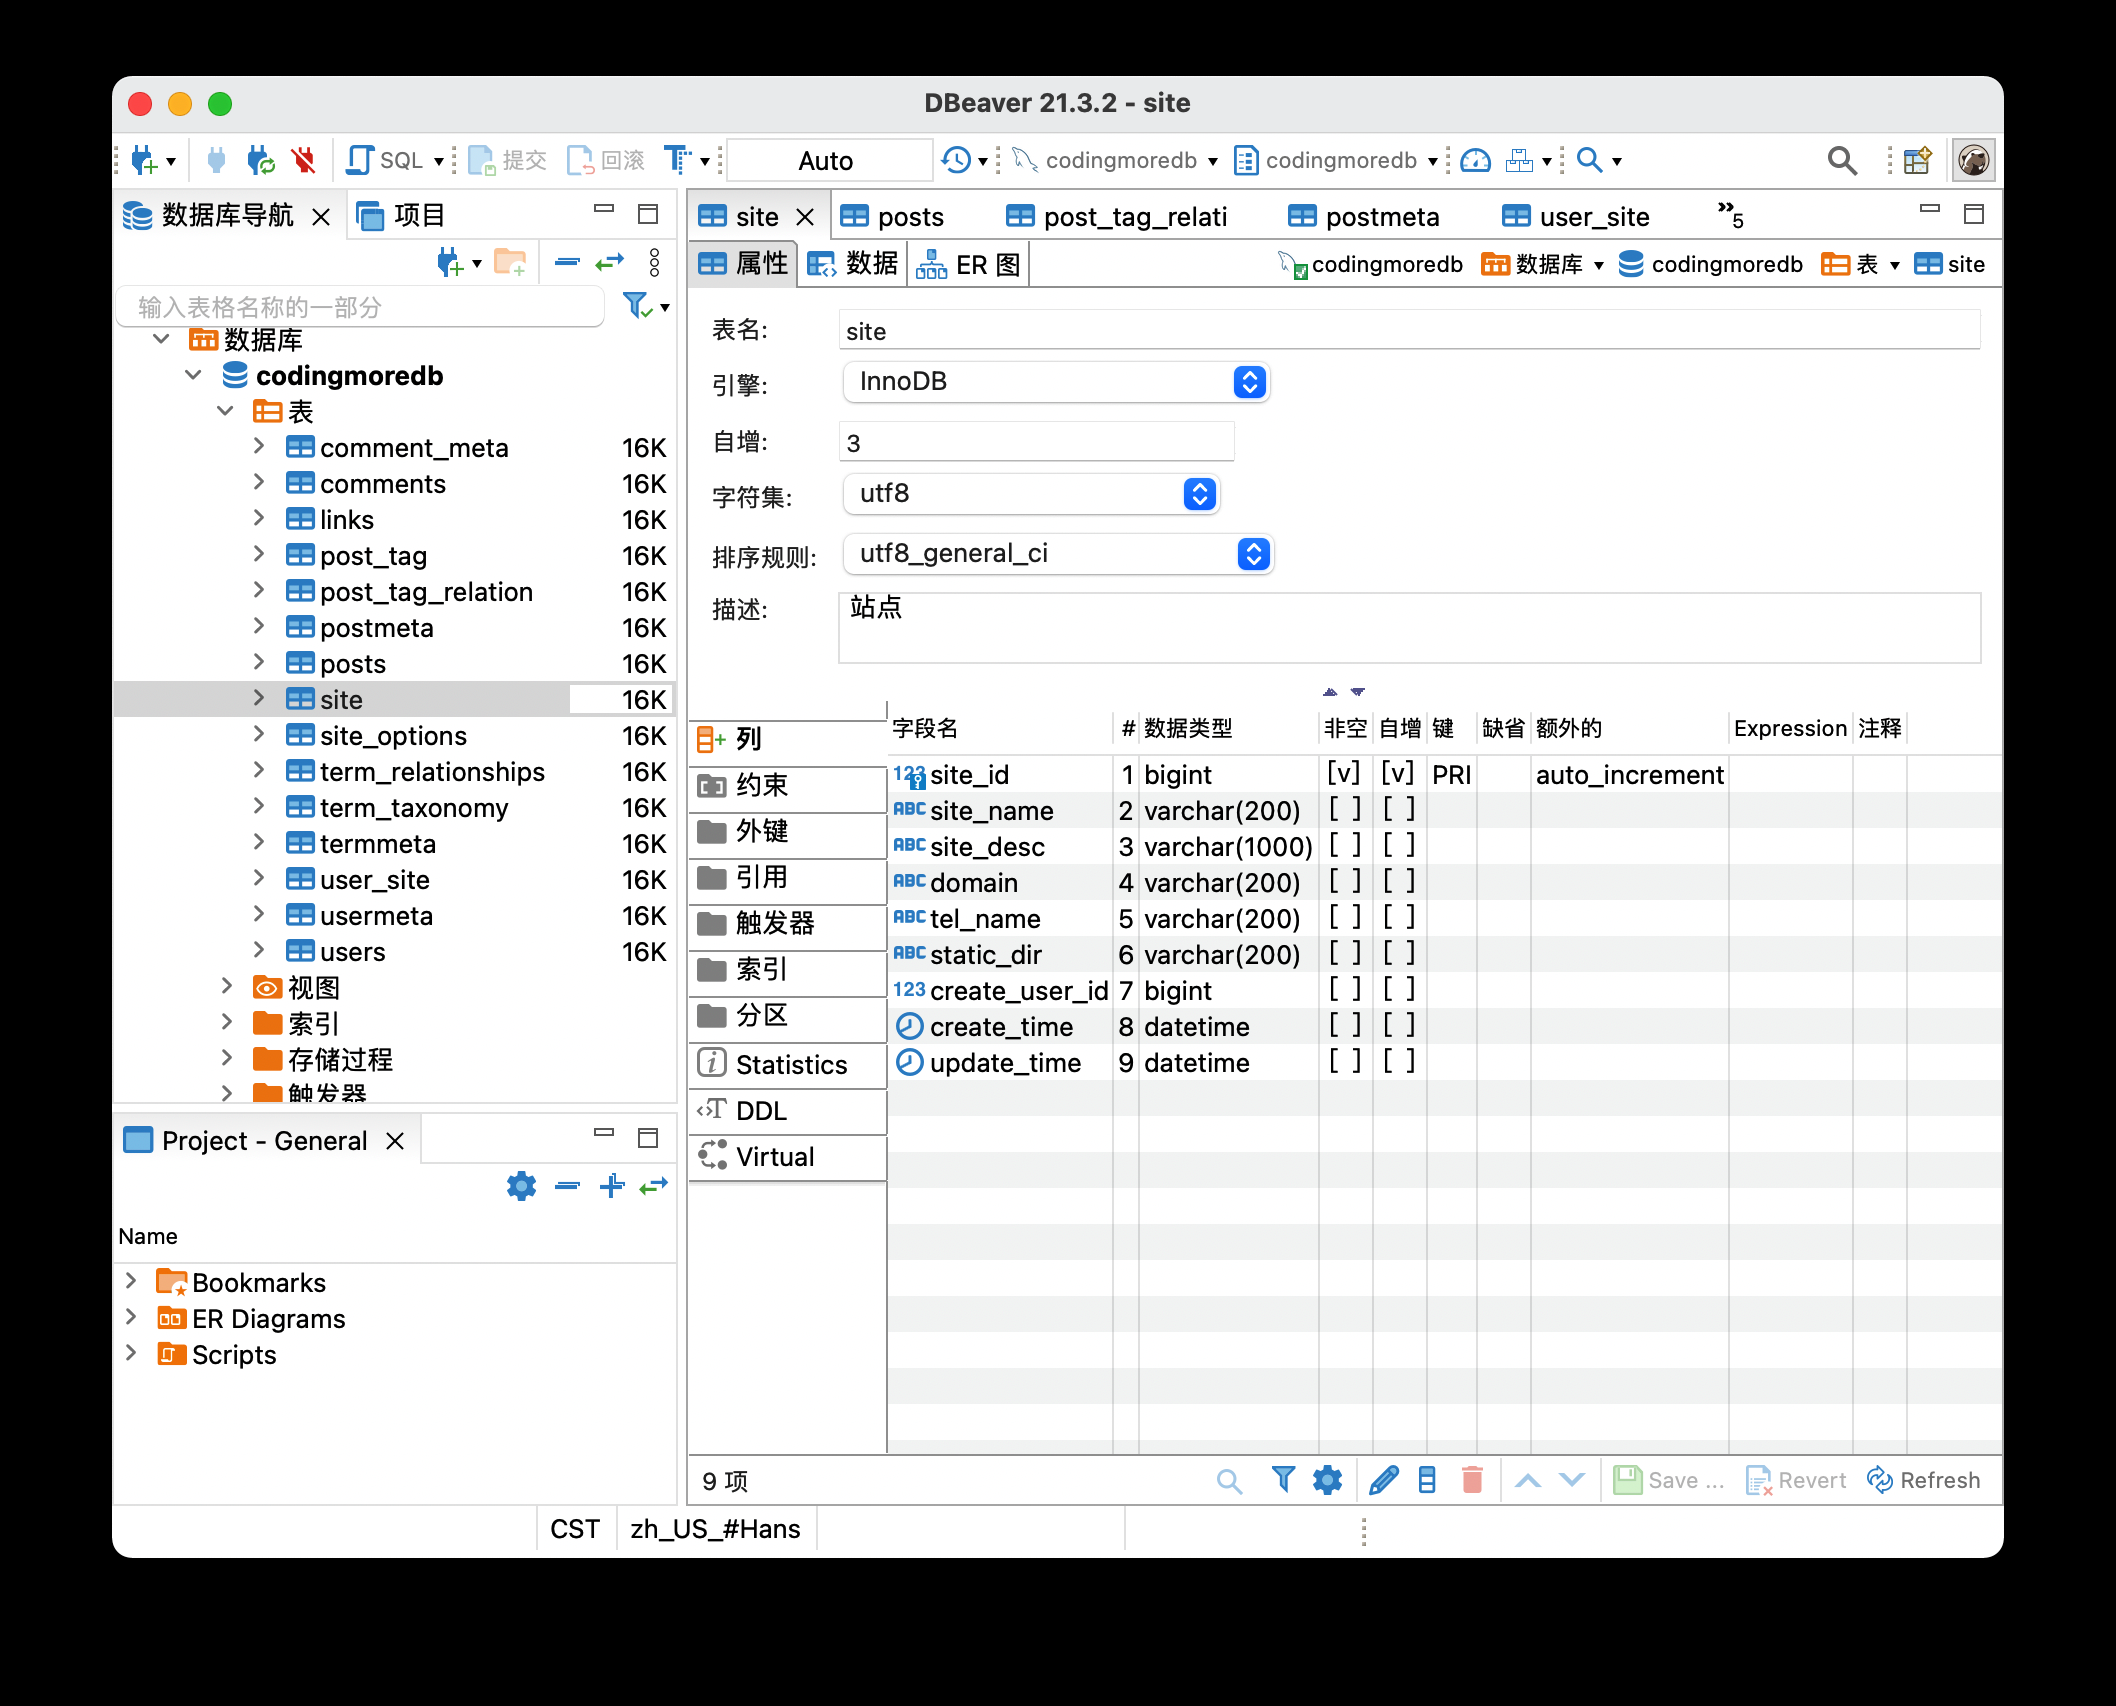 DBeaver 21.3.2 - site
SQL 提交 回滚 Auto codingmoredb codingmoredb
数据库导航 项目
输入表格名称的一部分
数据库
codingmoredb
表
comment_meta 16K
comments 16K
links 16K
post_tag 16K
post_tag_relation 16K
postmeta 16K
posts 16K
site 16K
site_options 16K
term_relationships 16K
term_taxonomy 16K
termmeta 16K
user_site 16K
usermeta 16K
users 16K
视图
索引
存储过程
触发器
Project - General
Name
Bookmarks
ER Diagrams
Scripts
site posts post_tag_relati postmeta user_site »5
属性 数据 ER 图 codingmoredb 数据库 codingmoredb 表 site
表名: site
引擎: InnoDB
自增: 3
字符集: utf8
排序规则: utf8_general_ci
描述: 站点
列
约束
外键
引用
触发器
索引
分区
Statistics
DDL
Virtual
字段名 # 数据类型 非空 自增 键 缺省 额外的 Expression 注释
123 site_id 1 bigint [v] [v] PRI auto_increment
ABC site_name 2 varchar(200) [ ] [ ]
ABC site_desc 3 varchar(1000) [ ] [ ]
ABC domain 4 varchar(200) [ ] [ ]
ABC tel_name 5 varchar(200) [ ] [ ]
ABC static_dir 6 varchar(200) [ ] [ ]
123 create_user_id 7 bigint [ ] [ ]
create_time 8 datetime [ ] [ ]
update_time 9 datetime [ ] [ ]
9 项 Save ... Revert Refresh
CST zh_US_#Hans